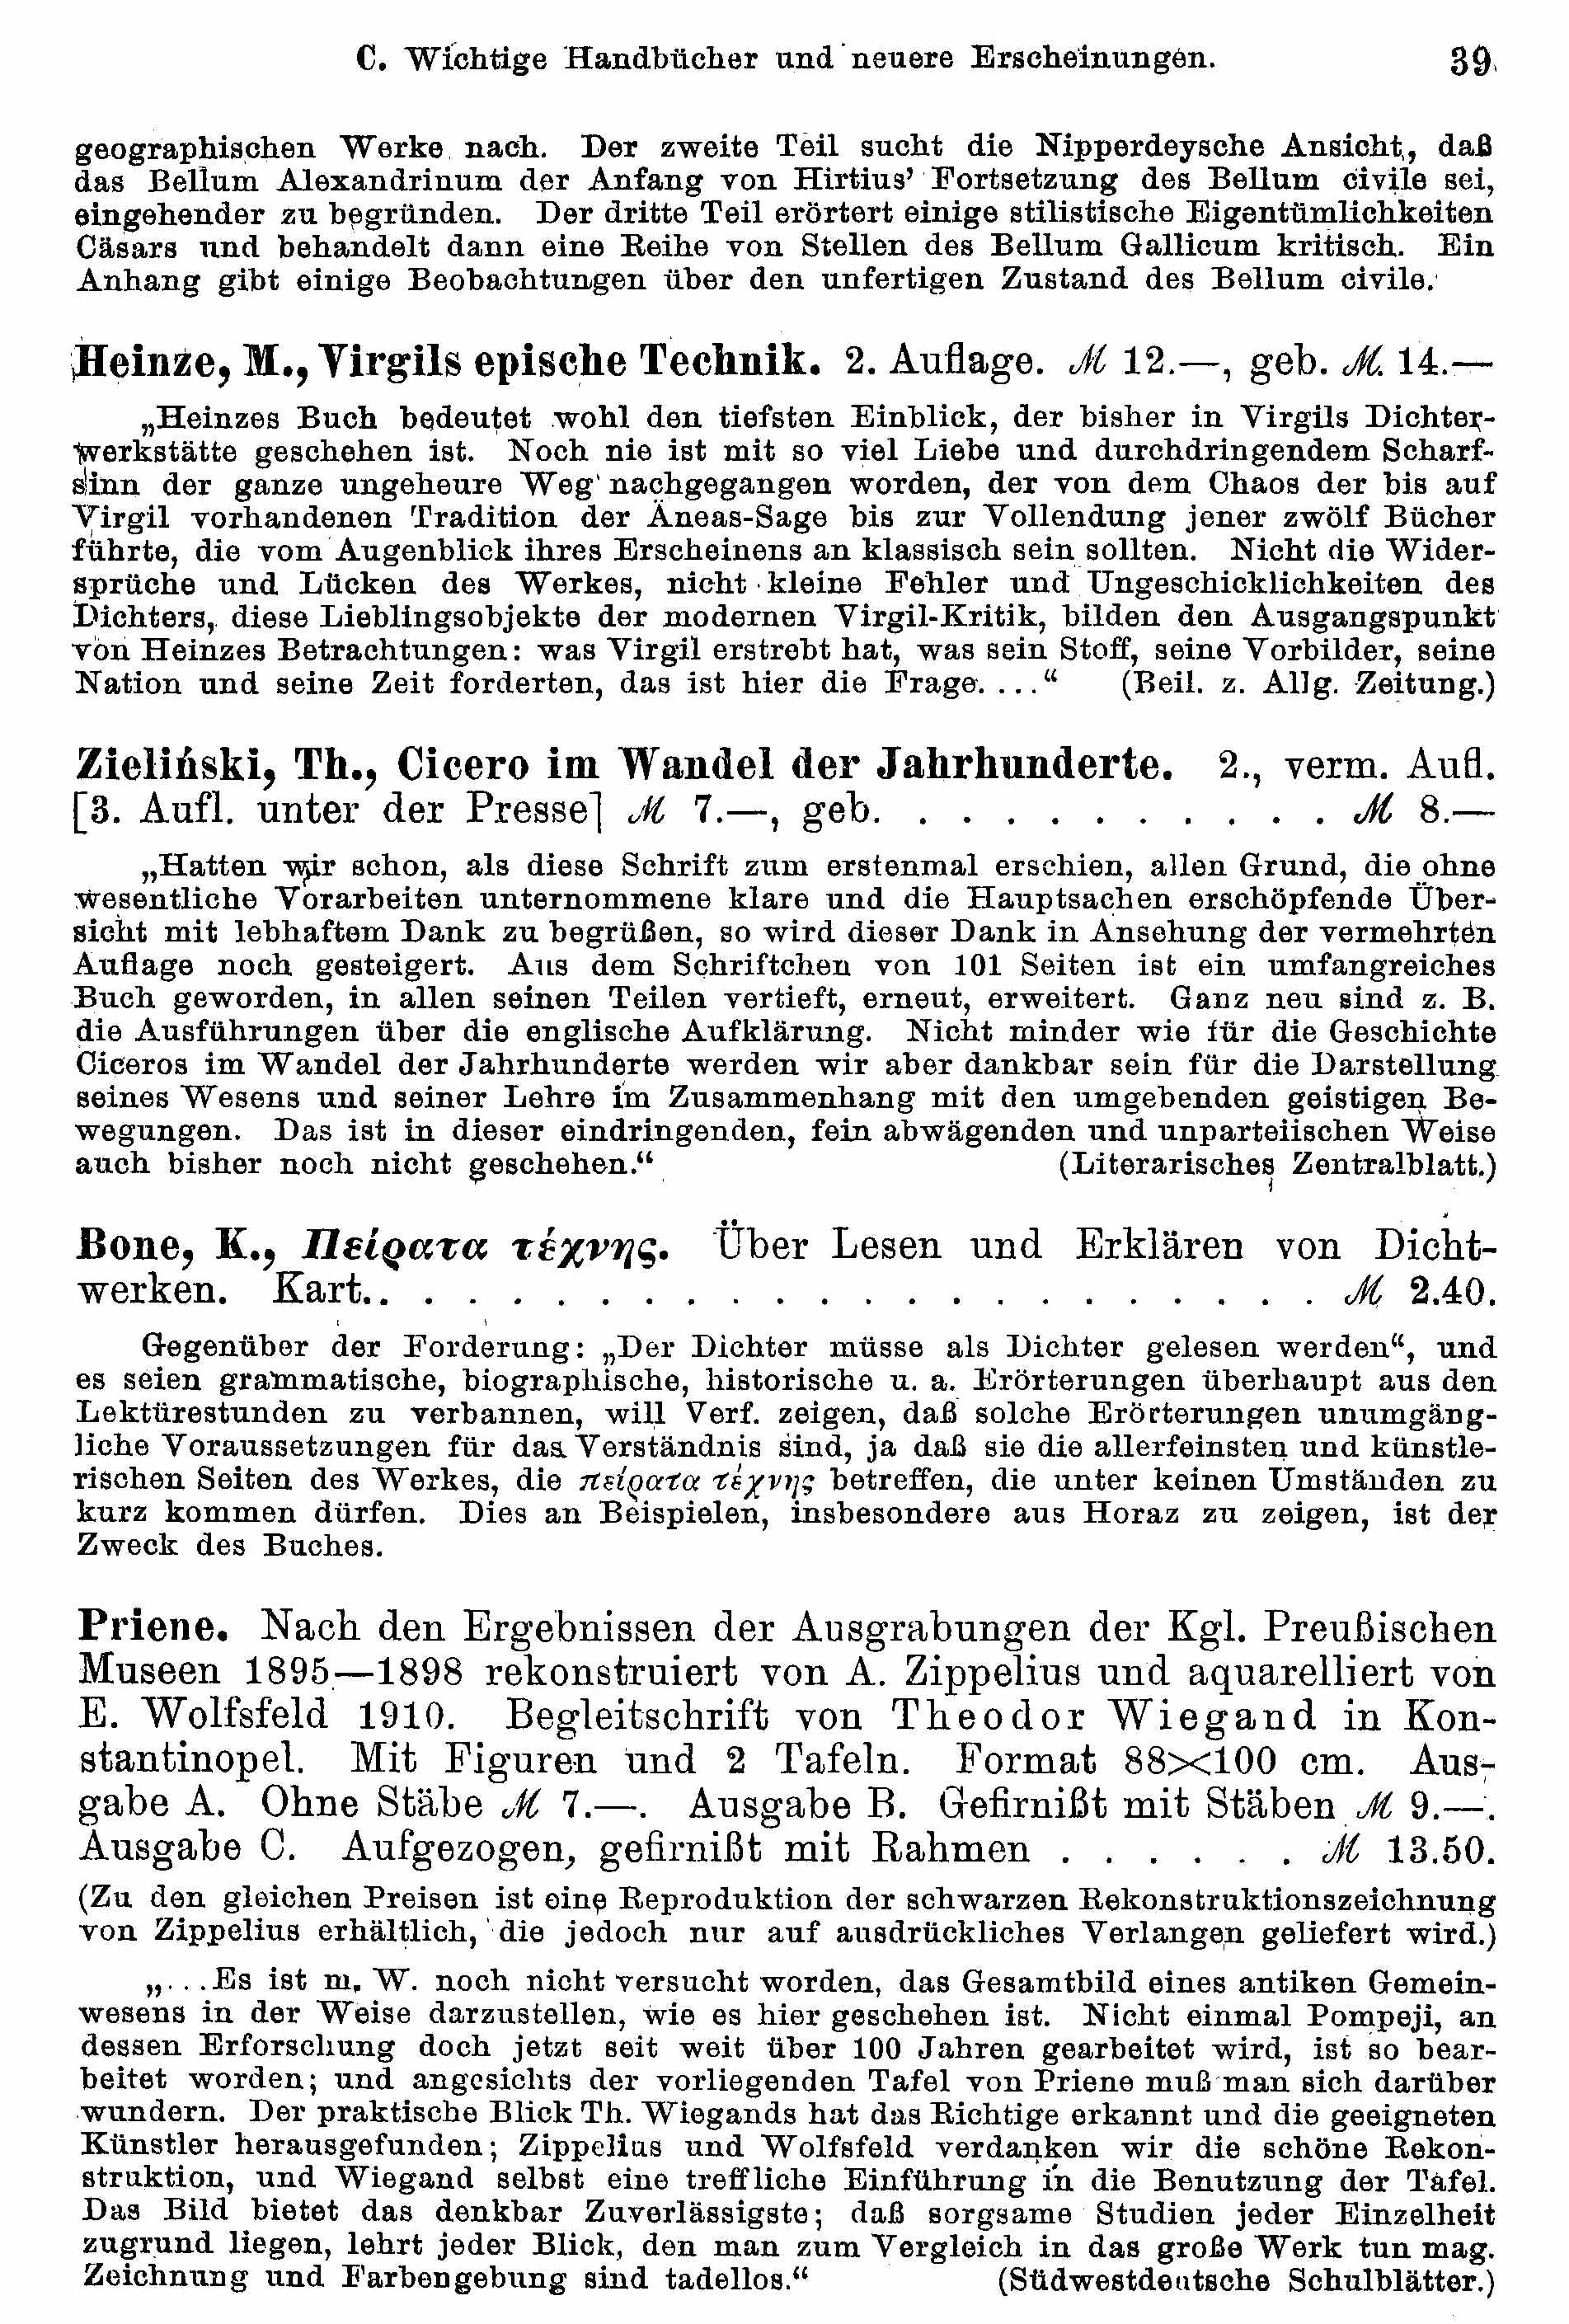 C. Wichtige Handbücher und neuere Erscheinungen. 39
geographischen Werke nach. Der zweite Teil sucht die Nipperdeysche Ansicht, daß
das Bellum Alexandrinum der Anfang von Hirtius’ Fortsetzung des Bellum civile sei,
eingehender zu begründen. Der dritte Teil erörtert einige stilistische Eigentümlichkeiten
Cäsars und behandelt dann eine Reihe von Stellen des Bellum Gallicum kritisch. Ein
Anhang gibt einige Beobachtungen über den unfertigen Zustand des Bellum civile.
Heinze, M., Virgils epische Technik. 2. Auflage. ℳ 12.—, geb. ℳ. 14.—
„Heinzes Buch bedeutet wohl den tiefsten Einblick, der bisher in Virgils Dichter-
werkstätte geschehen ist. Noch nie ist mit so viel Liebe und durchdringendem Scharf-
sinn der ganze ungeheure Weg nachgegangen worden, der von dem Chaos der bis auf
Virgil vorhandenen Tradition der Äneas-Sage bis zur Vollendung jener zwölf Bücher
führte, die vom Augenblick ihres Erscheinens an klassisch sein sollten. Nicht die Wider-
sprüche und Lücken des Werkes, nicht kleine Fehler und Ungeschicklichkeiten des
Dichters, diese Lieblingsobjekte der modernen Virgil-Kritik, bilden den Ausgangspunkt
von Heinzes Betrachtungen: was Virgil erstrebt hat, was sein Stoff, seine Vorbilder, seine
Nation und seine Zeit forderten, das ist hier die Frage. ...“ (Beil. z. Allg. Zeitung.)
Zieliński, Th., Cicero im Wandel der Jahrhunderte. 2., verm. Aufl.
[3. Aufl. unter der Presse] ℳ 7.—, geb. . . . . . . . . . . . ℳ 8.—
„Hatten wir schon, als diese Schrift zum erstenmal erschien, allen Grund, die ohne
wesentliche Vorarbeiten unternommene klare und die Hauptsachen erschöpfende Über-
sicht mit lebhaftem Dank zu begrüßen, so wird dieser Dank in Ansehung der vermehrten
Auflage noch gesteigert. Aus dem Schriftchen von 101 Seiten ist ein umfangreiches
Buch geworden, in allen seinen Teilen vertieft, erneut, erweitert. Ganz neu sind z. B.
die Ausführungen über die englische Aufklärung. Nicht minder wie für die Geschichte
Ciceros im Wandel der Jahrhunderte werden wir aber dankbar sein für die Darstellung
seines Wesens und seiner Lehre im Zusammenhang mit den umgebenden geistigen Be-
wegungen. Das ist in dieser eindringenden, fein abwägenden und unparteiischen Weise
auch bisher noch nicht geschehen.“ (Literarisches Zentralblatt.)
Bone, K., Πείρατα τέχνης. Über Lesen und Erklären von Dicht-
werken. Kart. . . . . . . . . . . . . . . . . . . . . . . . ℳ 2.40.
Gegenüber der Forderung: „Der Dichter müsse als Dichter gelesen werden“, und
es seien grammatische, biographische, historische u. a. Erörterungen überhaupt aus den
Lektürestunden zu verbannen, will Verf. zeigen, daß solche Erörterungen unumgäng-
liche Voraussetzungen für das Verständnis sind, ja daß sie die allerfeinsten und künstle-
rischen Seiten des Werkes, die πείρατα τέχνης betreffen, die unter keinen Umständen zu
kurz kommen dürfen. Dies an Beispielen, insbesondere aus Horaz zu zeigen, ist der
Zweck des Buches.
Priene. Nach den Ergebnissen der Ausgrabungen der Kgl. Preußischen
Museen 1895—1898 rekonstruiert von A. Zippelius und aquarelliert von
E. Wolfsfeld 1910. Begleitschrift von Theodor Wiegand in Kon-
stantinopel. Mit Figuren und 2 Tafeln. Format 88×100 cm. Aus-
gabe A. Ohne Stäbe ℳ 7.—. Ausgabe B. Gefirnißt mit Stäben ℳ 9.—.
Ausgabe C. Aufgezogen, gefirnißt mit Rahmen . . . . . . ℳ 13.50.
(Zu den gleichen Preisen ist eine Reproduktion der schwarzen Rekonstruktionszeichnung
von Zippelius erhältlich, die jedoch nur auf ausdrückliches Verlangen geliefert wird.)
„...Es ist m. W. noch nicht versucht worden, das Gesamtbild eines antiken Gemein-
wesens in der Weise darzustellen, wie es hier geschehen ist. Nicht einmal Pompeji, an
dessen Erforschung doch jetzt seit weit über 100 Jahren gearbeitet wird, ist so bear-
beitet worden; und angesichts der vorliegenden Tafel von Priene muß man sich darüber
wundern. Der praktische Blick Th. Wiegands hat das Richtige erkannt und die geeigneten
Künstler herausgefunden; Zippelius und Wolfsfeld verdanken wir die schöne Rekon-
struktion, und Wiegand selbst eine treffliche Einführung in die Benutzung der Tafel.
Das Bild bietet das denkbar Zuverlässigste; daß sorgsame Studien jeder Einzelheit
zugrund liegen, lehrt jeder Blick, den man zum Vergleich in das große Werk tun mag.
Zeichnung und Farbengebung sind tadellos.“ (Südwestdeutsche Schulblätter.)